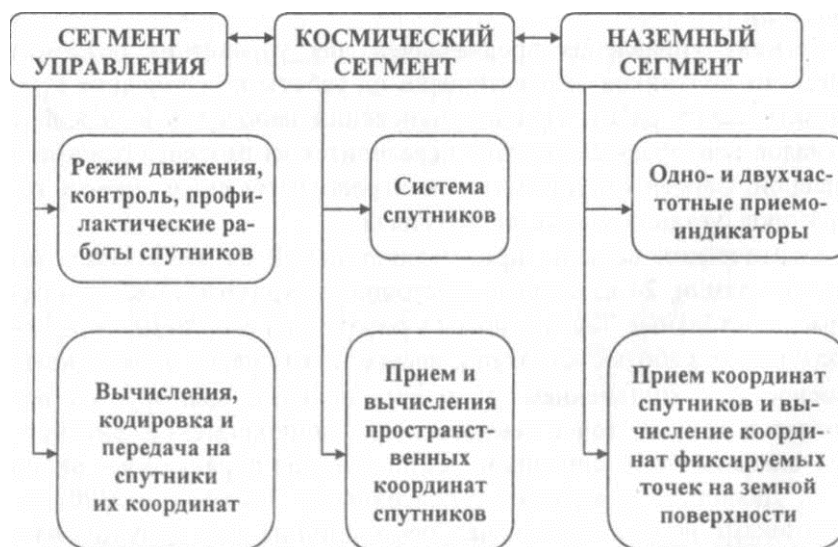 СЕГМЕНТ
УПРАВЛЕНИЯ
КОСМИЧЕСКИЙ
СЕГМЕНТ
НАЗЕМНЫЙ
СЕГМЕНТ
Режим движения,
контроль, профи-
лактические ра-
боты спутников
Система
спутников
Одно- и двухчас-
тотные приемо-
индикаторы
Вычисления,
кодировка и
передача на
спутники
их координат
Прием и
вычисления
пространст-
венных
координат
спутников
Прием координат
спутников и вы-
числение коорди-
нат фиксируемых
точек на земной
поверхности